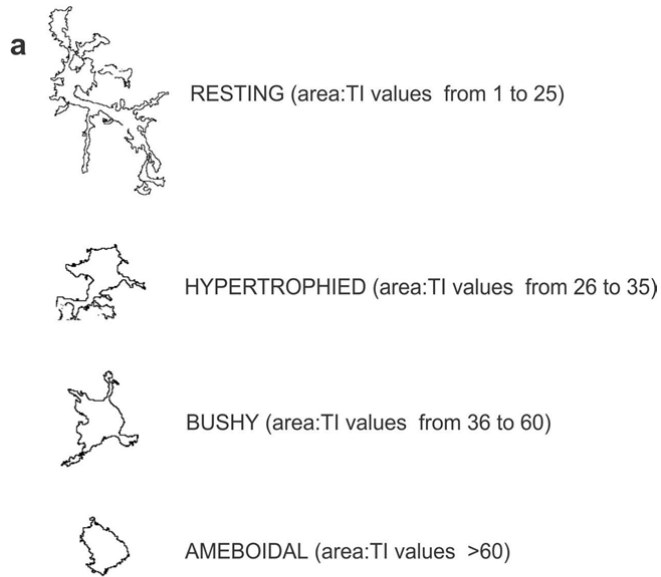 a
RESTING (area:TI values from 1 to 25)
HYPERTROPHIED (area:TI values from 26 to 35)
BUSHY (area:TI values from 36 to 60)
AMEBOIDAL (area:TI values >60)